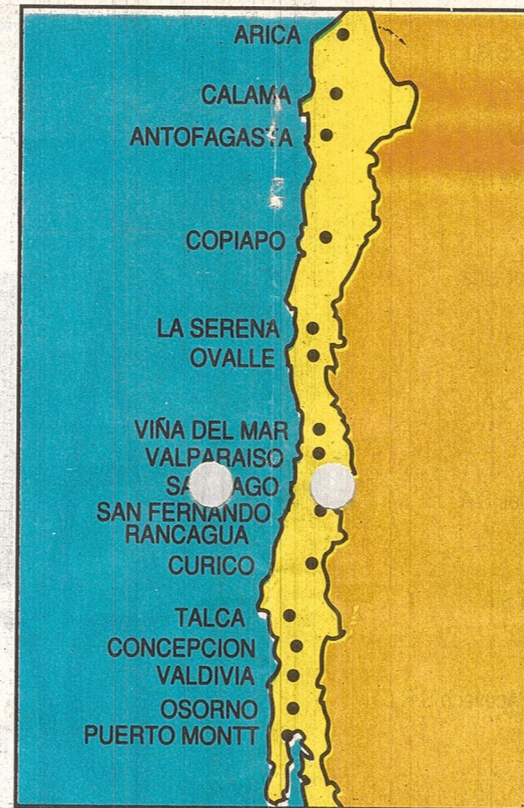 ARICA
CALAMA
ANTOFAGASTA
COPIAPO
LA SERENA
OVALLE
VIÑA DEL MAR
VALPARAISO
SAN FERNANDO
RANCAGUA
CURICO
TALCA
CONCEPCION
VALDIVIA
OSORNO
PUERTO MONTT